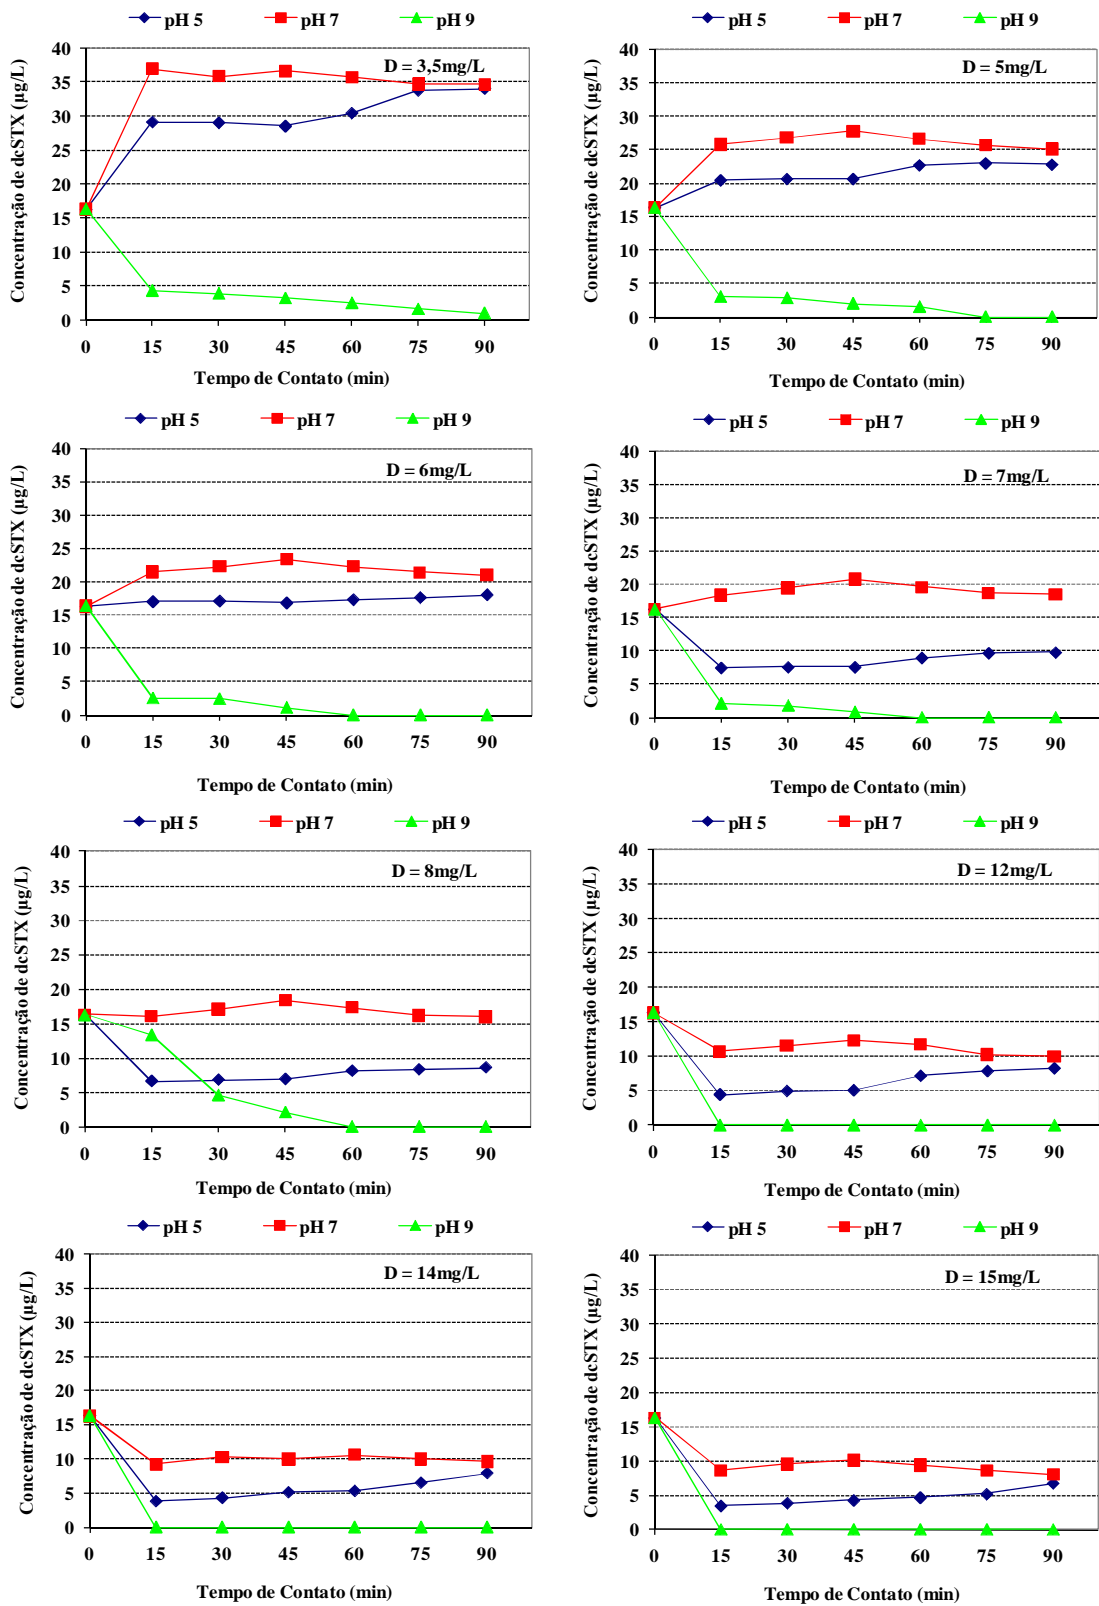 pH 5 pH 7 pH 9
D = 3,5mg/L
Concentração de dcSTX (µg/L)
40
35
30
25
20
15
10
5
0
0 15 30 45 60 75 90
Tempo de Contato (min)
pH 5 pH 7 pH 9
D = 5mg/L
Concentração de dcSTX (µg/L)
40
35
30
25
20
15
10
5
0
0 15 30 45 60 75 90
Tempo de Contato (min)
pH 5 pH 7 pH 9
D = 6mg/L
Concentração de dcSTX (µg/L)
40
35
30
25
20
15
10
5
0
0 15 30 45 60 75 90
Tempo de Contato (min)
pH 5 pH 7 pH 9
D = 7mg/L
Concentração de dcSTX (µg/L)
40
35
30
25
20
15
10
5
0
0 15 30 45 60 75 90
Tempo de Contato (min)
pH 5 pH 7 pH 9
D = 8mg/L
Concentração de dcSTX (µg/L)
40
35
30
25
20
15
10
5
0
0 15 30 45 60 75 90
Tempo de Contato (min)
pH 5 pH 7 pH 9
D = 12mg/L
Concentração de dcSTX (µg/L)
40
35
30
25
20
15
10
5
0
0 15 30 45 60 75 90
Tempo de Contato (min)
pH 5 pH 7 pH 9
D = 14mg/L
Concentração de dcSTX (µg/L)
40
35
30
25
20
15
10
5
0
0 15 30 45 60 75 90
Tempo de Contato (min)
pH 5 pH 7 pH 9
D = 15mg/L
Concentração de dcSTX (µg/L)
40
35
30
25
20
15
10
5
0
0 15 30 45 60 75 90
Tempo de Contato (min)